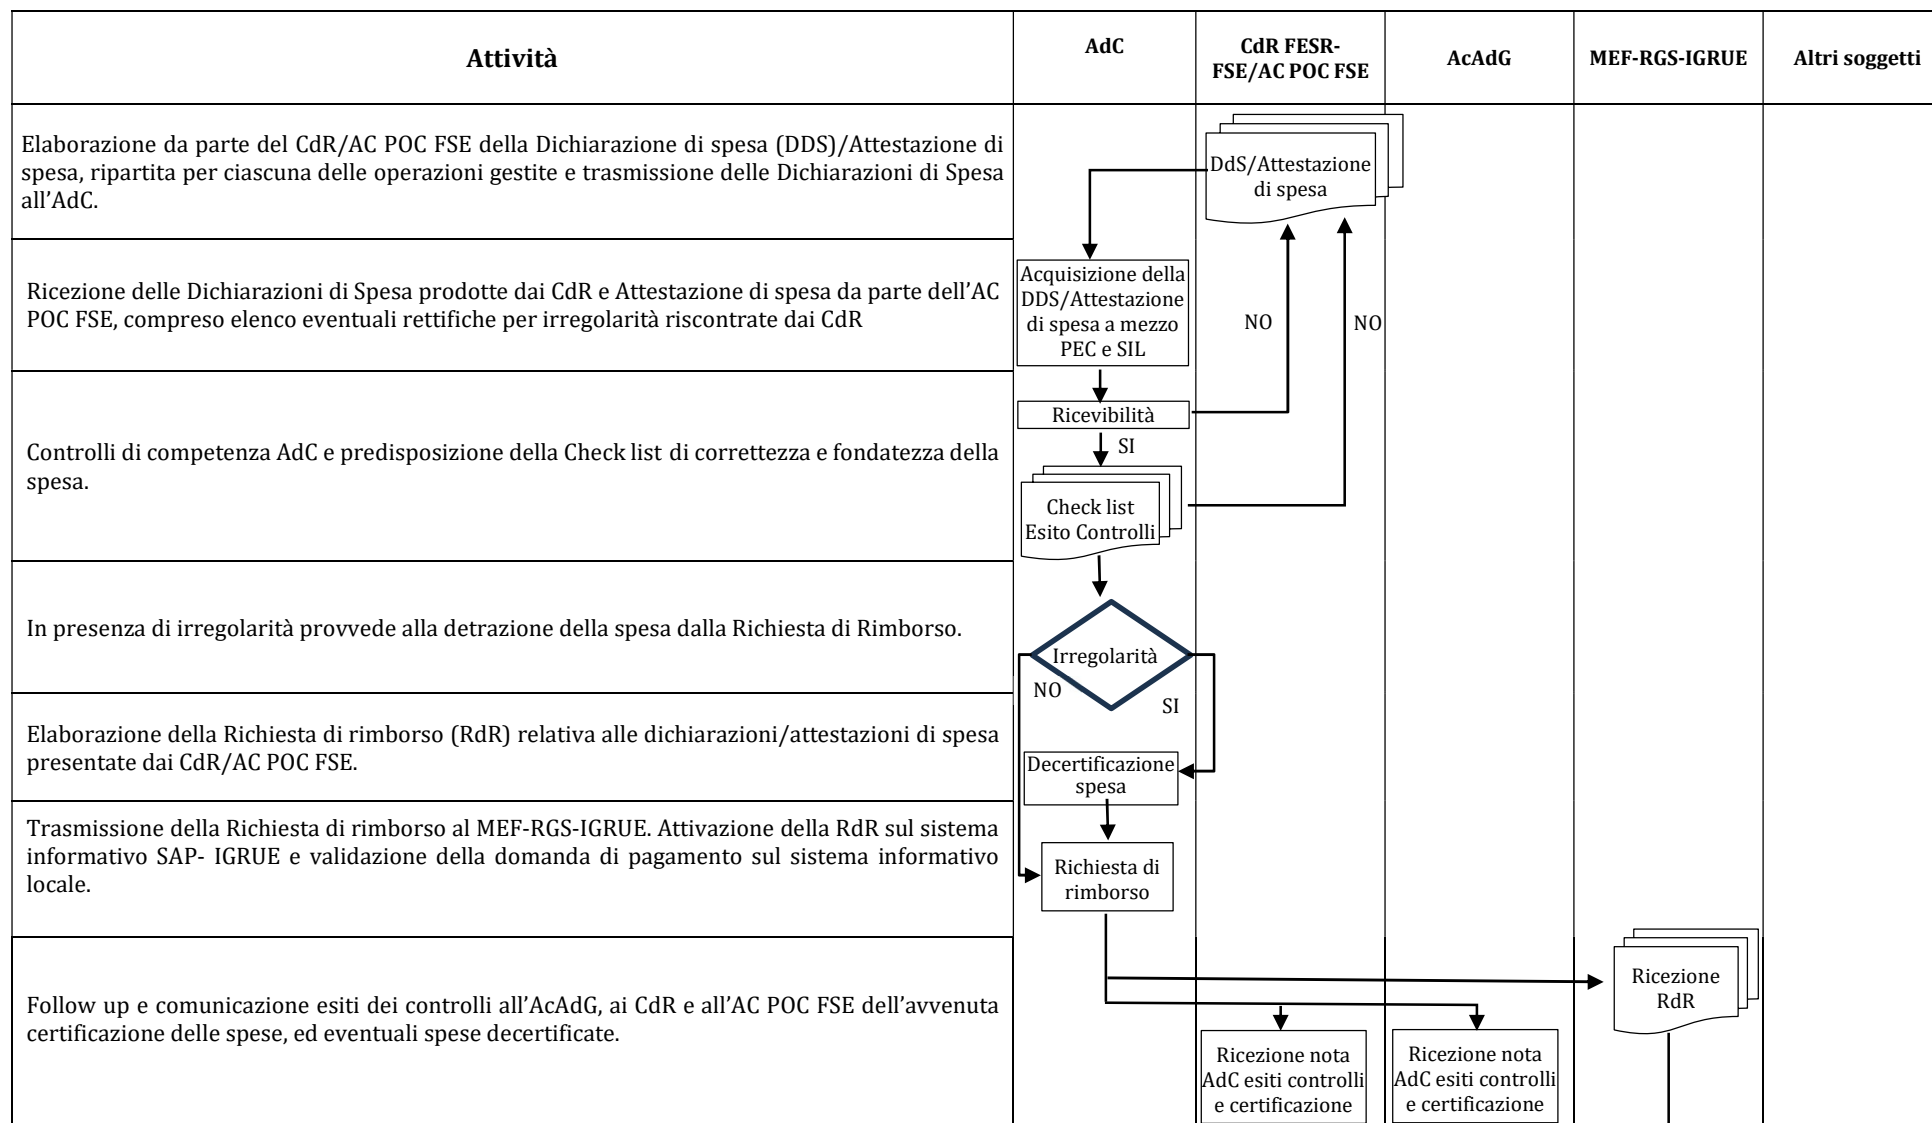 Attività
AdC
CdR FESR-
FSE/AC POC FSE
AcAdG
MEF-RGS-IGRUE
Altri soggetti
Elaborazione da parte del CdR/AC POC FSE della Dichiarazione di spesa (DDS)/Attestazione di
spesa, ripartita per ciascuna delle operazioni gestite e trasmissione delle Dichiarazioni di Spesa
all'AdC.
DdS/Attestazione
di spesa
Ricezione delle Dichiarazioni di Spesa prodotte dai CdR e Attestazione di spesa da parte dell'AC
POC FSE, compreso elenco eventuali rettifiche per irregolarità riscontrate dai CdR
Acquisizione della
DDS/Attestazione
di spesa a mezzo
PEC e SIL
NO
NO
Controlli di competenza AdC e predisposizione della Check list di correttezza e fondatezza della
spesa.
Ricevibilità
SI
Check list
Esito Controlli
In presenza di irregolarità provvede alla detrazione della spesa dalla Richiesta di Rimborso.
Irregolarità
NO
SI
Elaborazione della Richiesta di rimborso (RdR) relativa alle dichiarazioni/attestazioni di spesa
presentate dai CdR/AC POC FSE.
Decertificazione
spesa
Trasmissione della Richiesta di rimborso al MEF-RGS-IGRUE. Attivazione della RdR sul sistema
informativo SAP- IGRUE e validazione della domanda di pagamento sul sistema informativo
locale.
Richiesta di
rimborso
Follow up e comunicazione esiti dei controlli all'AcAdG, ai CdR e all'AC POC FSE dell'avvenuta
certificazione delle spese, ed eventuali spese decertificate.
Ricezione
RdR
Ricezione nota
AdC esiti controlli
e certificazione
Ricezione nota
AdC esiti controlli
e certificazione